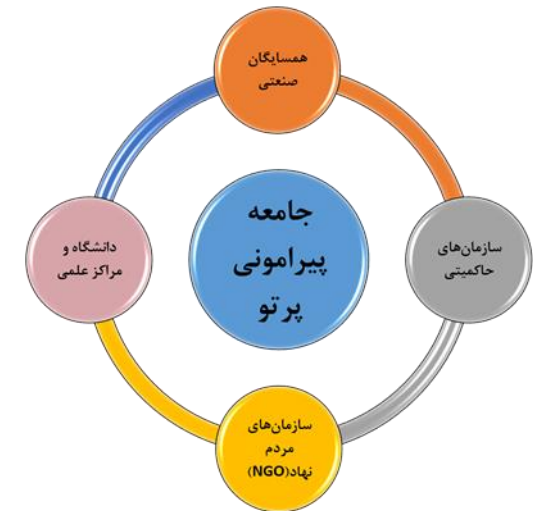 همسایگان
صنعتی
سازمان‌های
حاکمیتی
جامعه
پیرامونی
پرتو
دانشگاه و
مراکز علمی
سازمان‌های
مردم
نهاد(NGO)